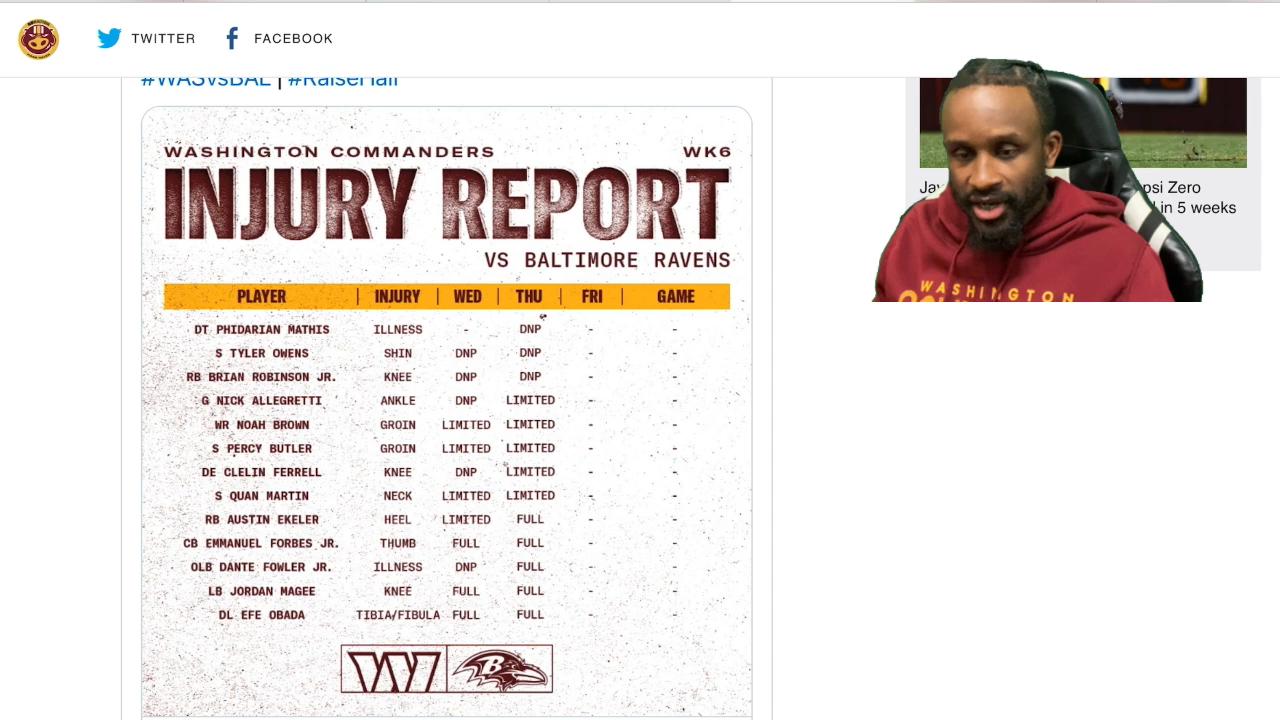 TWITTER FACEBOOK
#WASvsBAL | #RaiseHail
WASHINGTON COMMANDERS WK6
INJURY REPORT
VS BALTIMORE RAVENS
PLAYER | INJURY | WED | THU | FRI | GAME
DT PHIDARIAN MATHIS ILLNESS - DNP
S TYLER OWENS SHIN DNP DNP - -
RB BRIAN ROBINSON JR. KNEE DNP DNP - -
G NICK ALLEGRETTI ANKLE DNP LIMITED - -
WR NOAH BROWN GROIN LIMITED LIMITED - -
S PERCY BUTLER GROIN LIMITED LIMITED - -
DE CLELIN FERRELL KNEE DNP LIMITED - -
S QUAN MARTIN NECK LIMITED LIMITED - -
RB AUSTIN EKELER HEEL LIMITED FULL - -
CB EMMANUEL FORBES JR. THUMB FULL FULL - -
OLB DANTE FOWLER JR. ILLNESS DNP FULL - -
LB JORDAN MAGEE KNEE FULL FULL - -
DL EFE OBADA TIBIA/FIBULA FULL FULL - -
W B
Zero
in 5 weeks
WASHINGTON